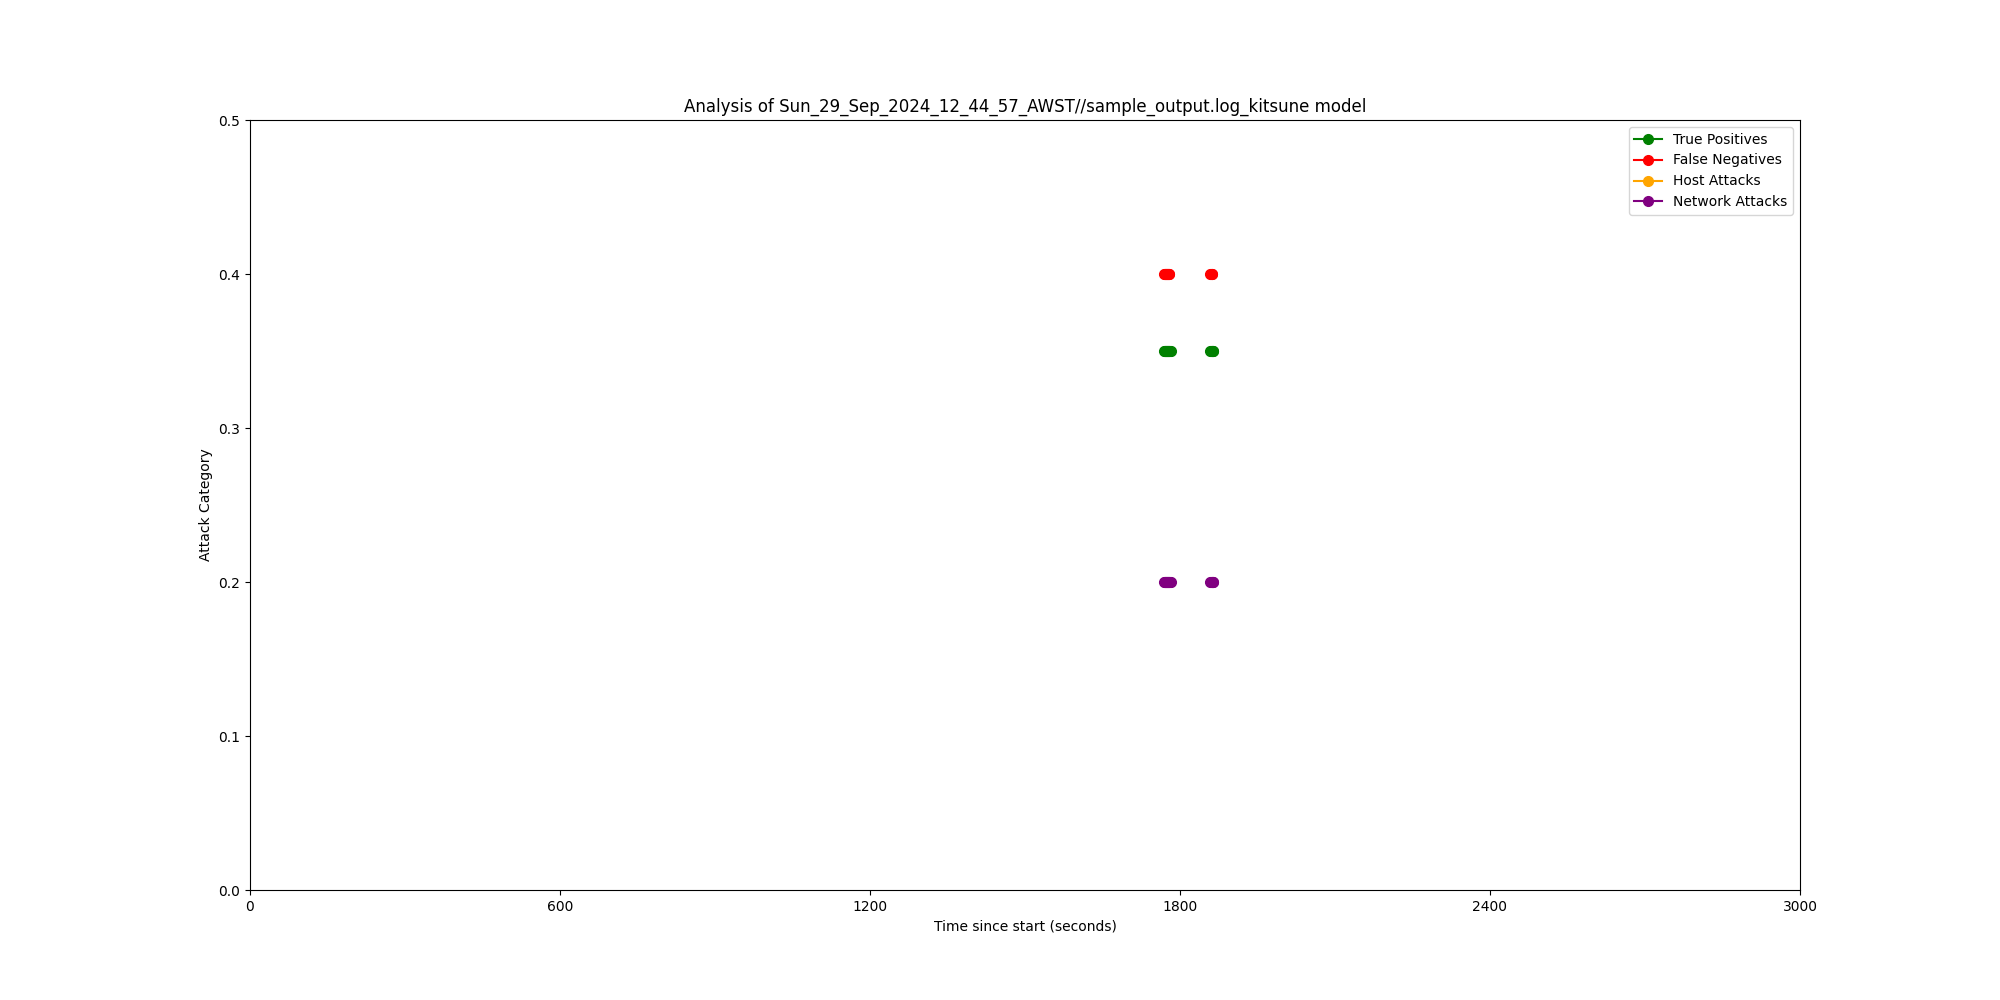 Analysis of Sun_29_Sep_2024_12_44_57_AWST//sample_output.log_kitsune model
True Positives
False Negatives
Host Attacks
Network Attacks
Attack Category
0.5
0.4
0.3
0.2
0.1
0.0
0 600 1200 1800 2400 3000
Time since start (seconds)